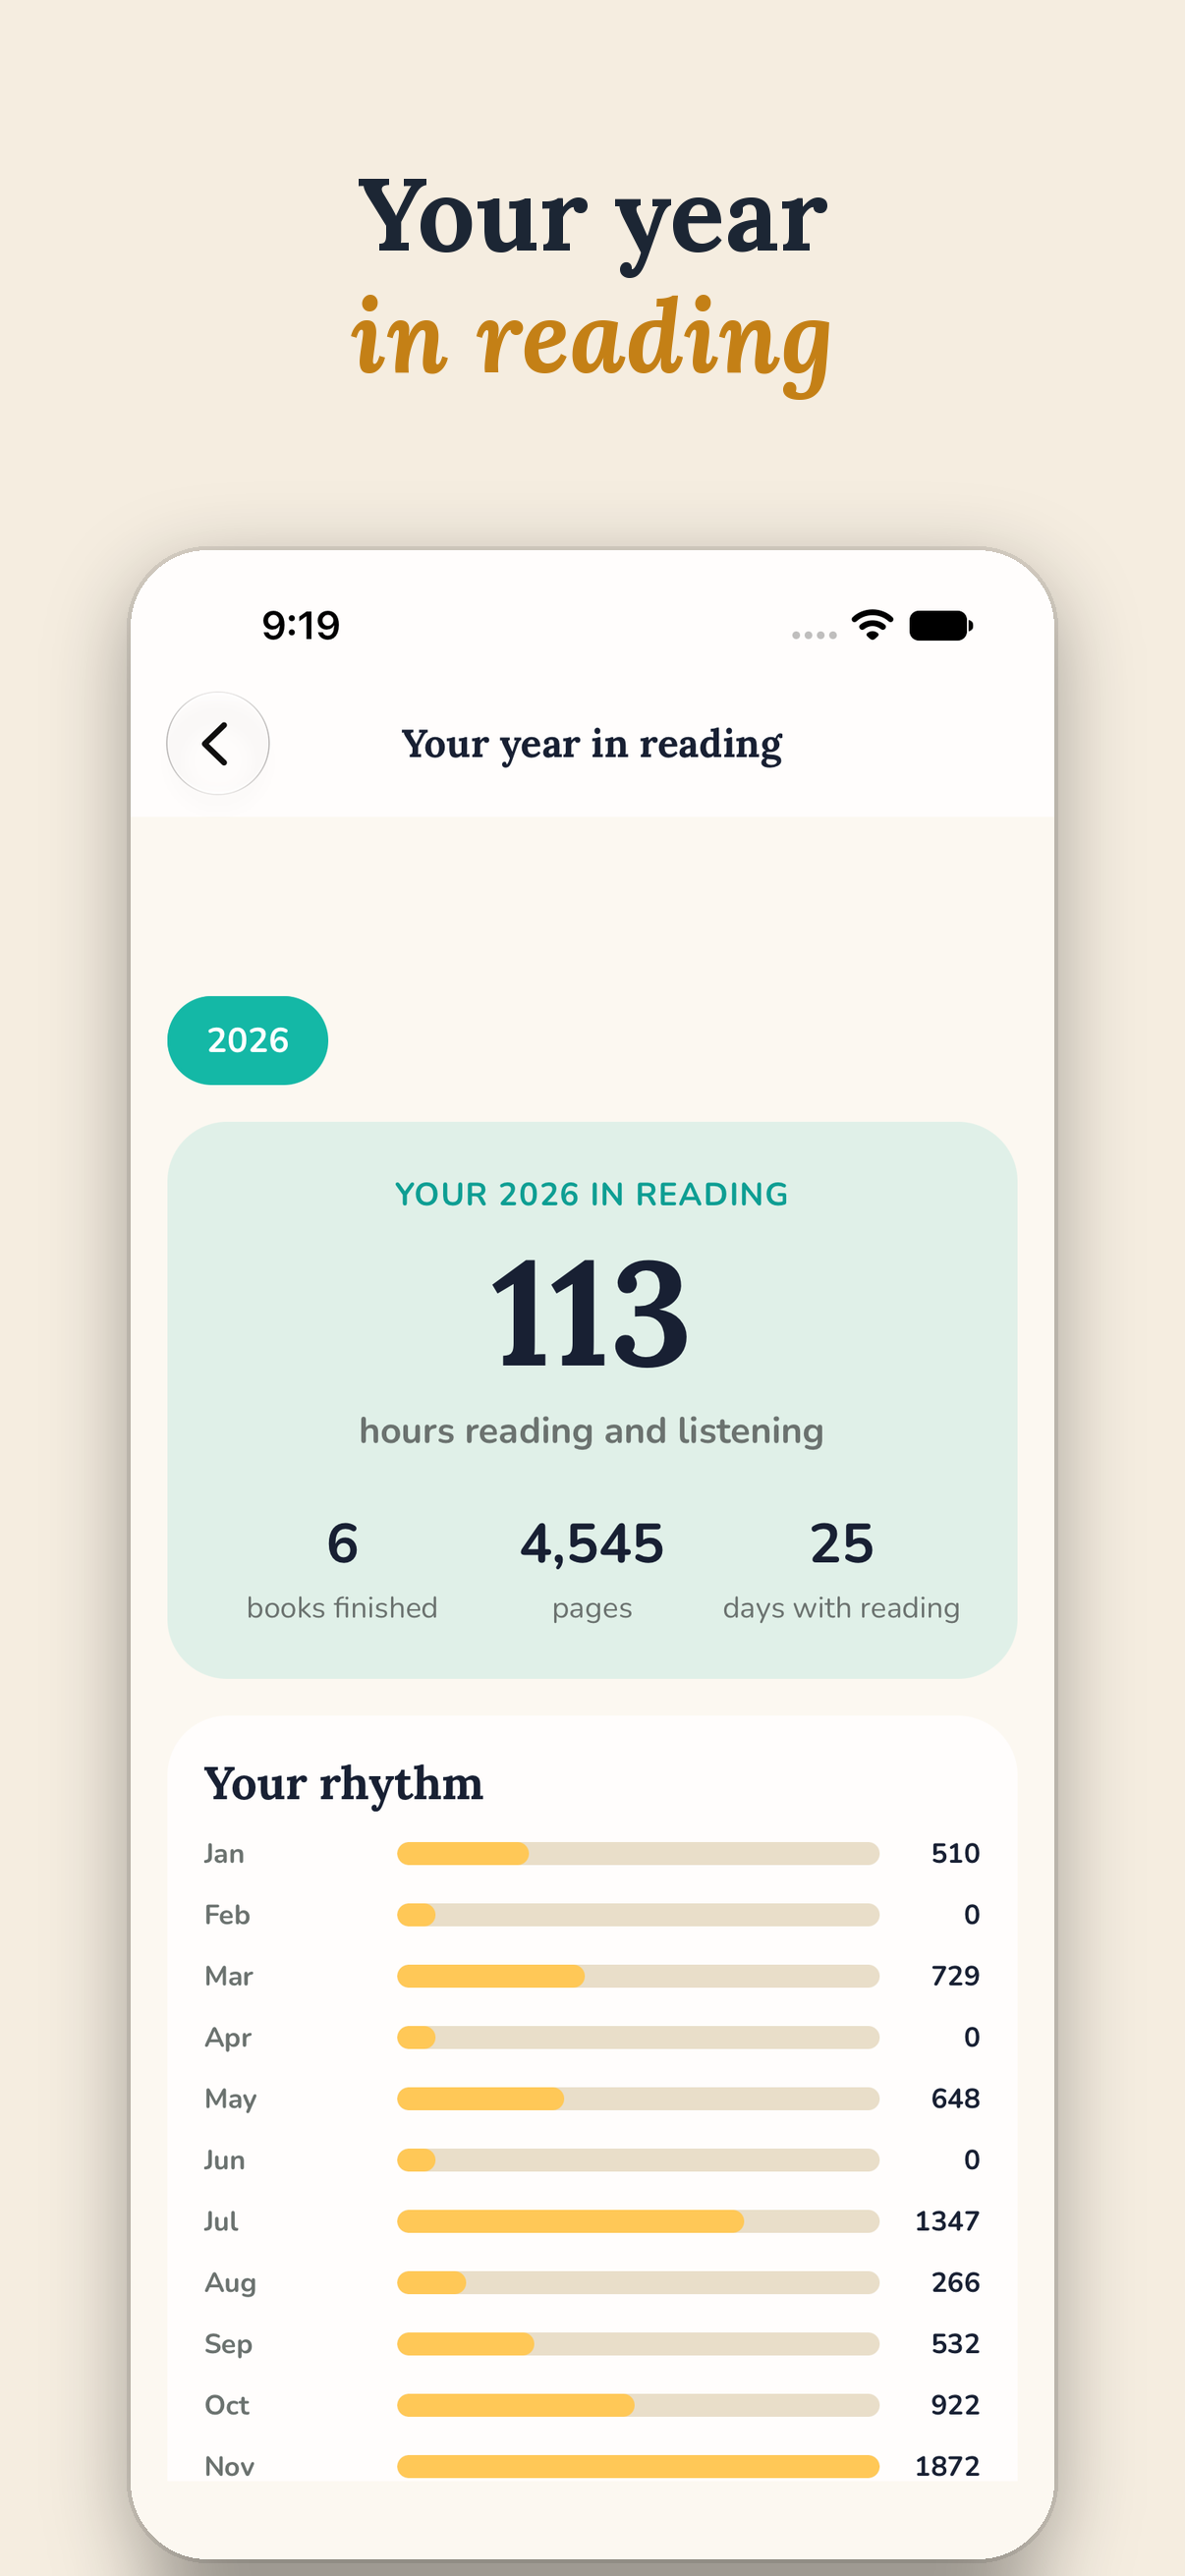 Your year
in reading
9:19
Your year in reading
2026
YOUR 2026 IN READING
113
hours reading and listening
6 4,545 25
books finished pages days with reading
Your rhythm
Jan 510
Feb 0
Mar 729
Apr 0
May 648
Jun 0
Jul 1347
Aug 266
Sep 532
Oct 922
Nov 1872